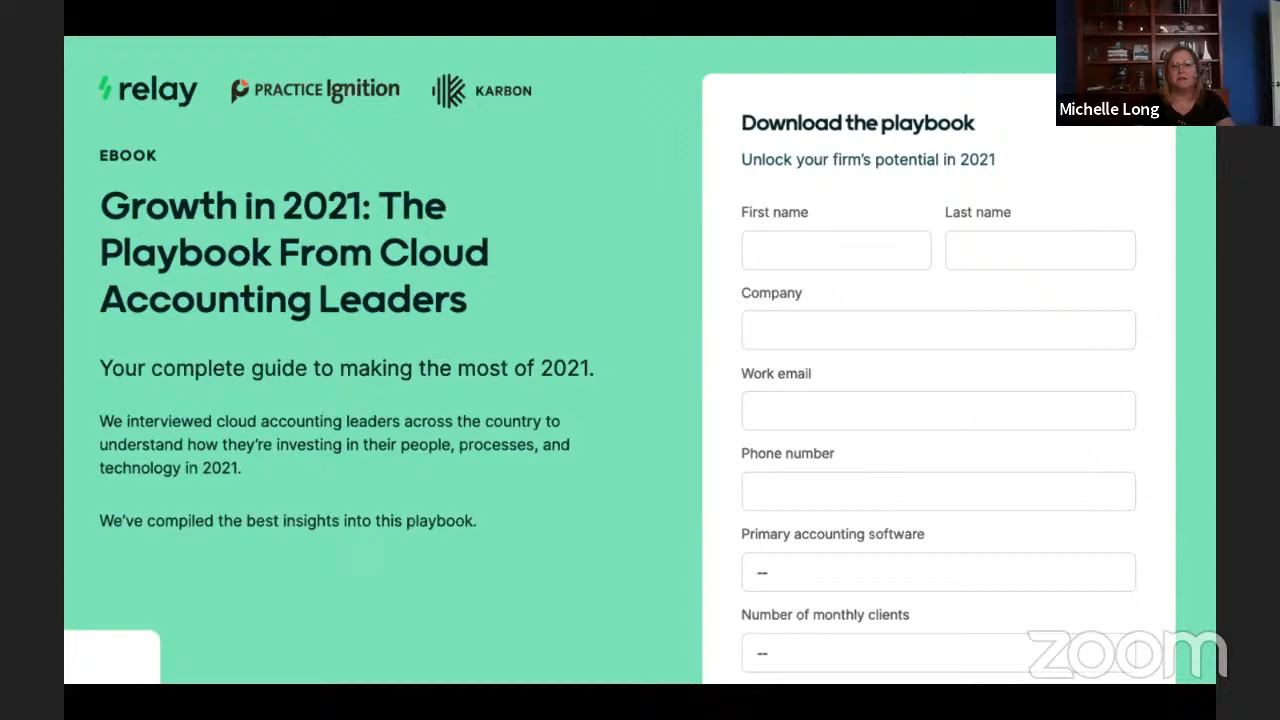 relay PRACTICE Ignition KARBON
EBOOK
Growth in 2021: The
Playbook From Cloud
Accounting Leaders
Your complete guide to making the most of 2021.
We interviewed cloud accounting leaders across the country to
understand how they're investing in their people, processes, and
technology in 2021.
We've compiled the best insights into this playbook.
Download the playbook
Unlock your firm's potential in 2021
First name Last name
Company
Work email
Phone number
Primary accounting software
--
Number of monthly clients
--
Michelle Long
zoom